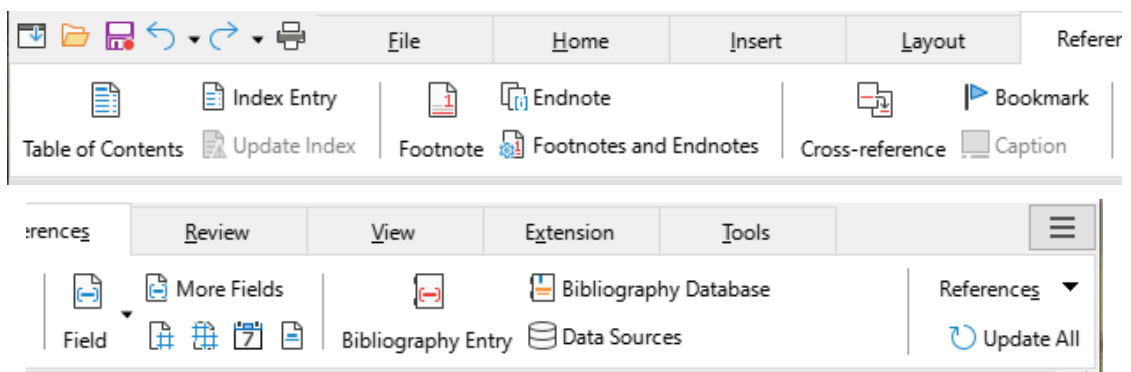 File Home Insert Layout Referer
Index Entry Endnote Bookmark
Table of Contents Update Index Footnote Footnotes and Endnotes Cross-reference Caption
erences Review View Extension Tools
More Fields Bibliography Database References
Field 7 Bibliography Entry Data Sources Update All